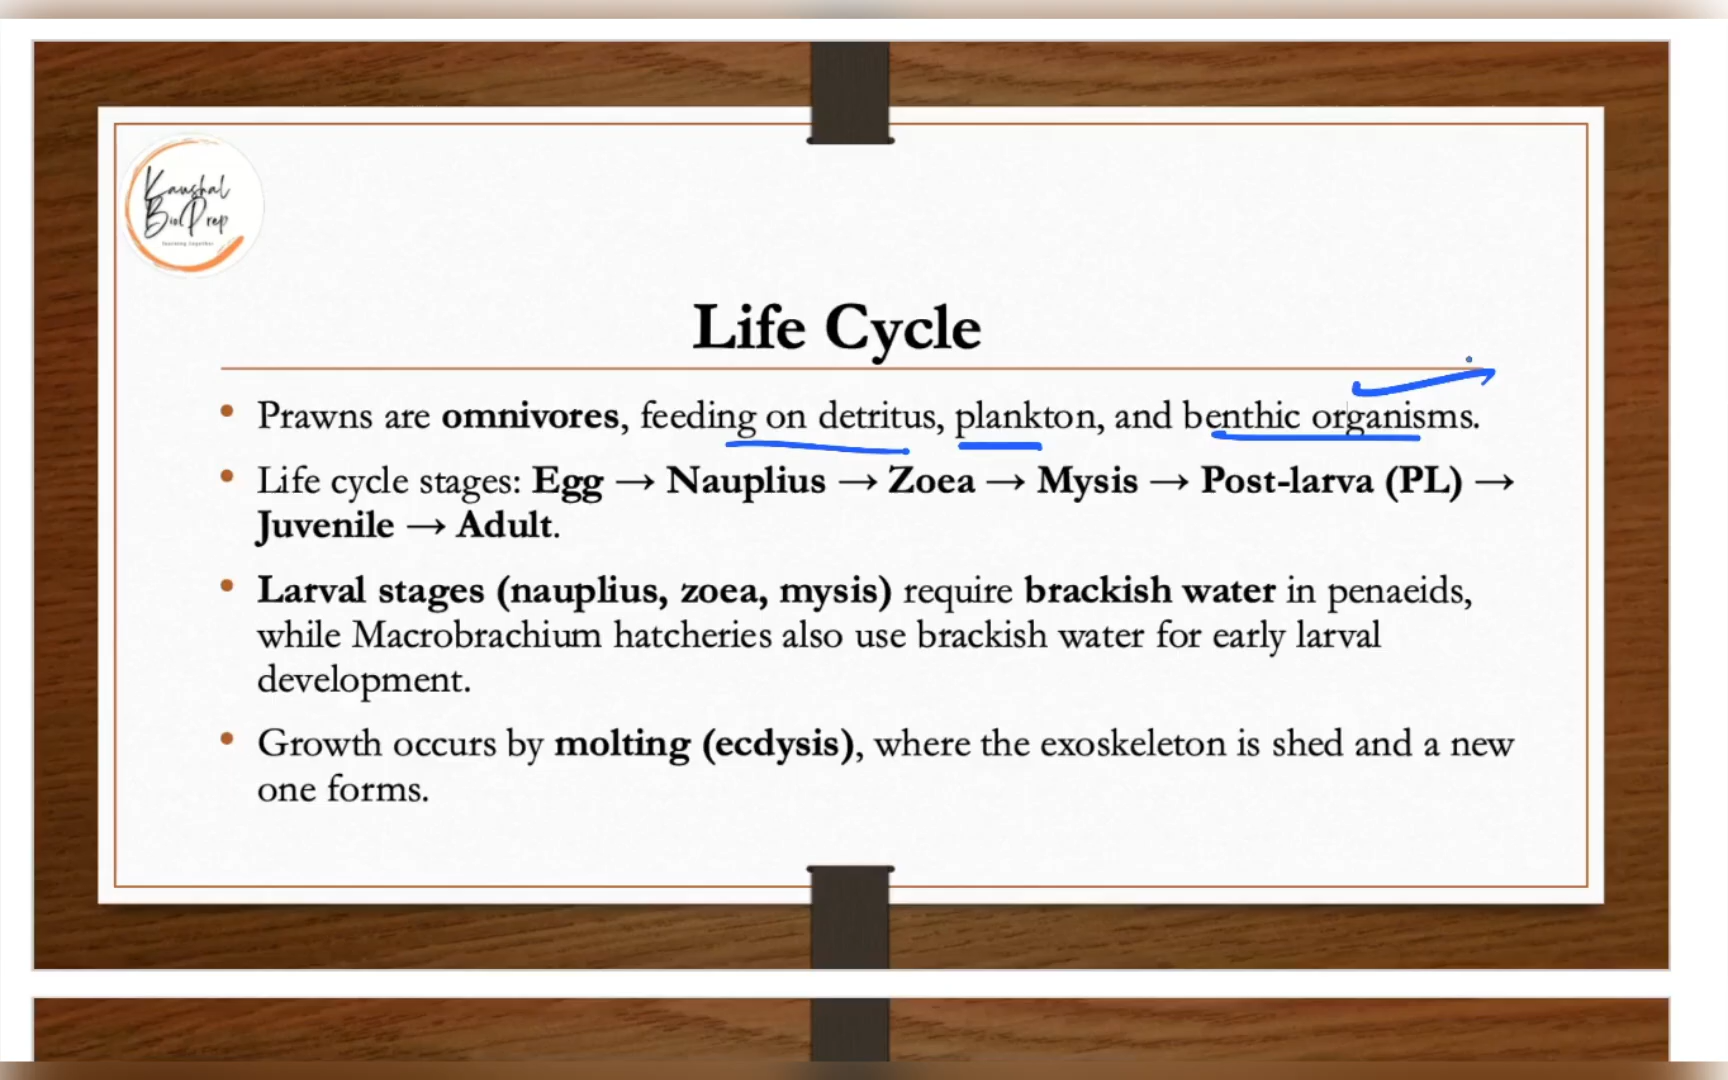 Kaushal
BioPrep
learning together
Life Cycle
• Prawns are omnivores, feeding on detritus, plankton, and benthic organisms.
• Life cycle stages: Egg → Nauplius → Zoea → Mysis → Post-larva (PL) →
Juvenile → Adult.
• Larval stages (nauplius, zoea, mysis) require brackish water in penaeids,
while Macrobrachium hatcheries also use brackish water for early larval
development.
• Growth occurs by molting (ecdysis), where the exoskeleton is shed and a new
one forms.